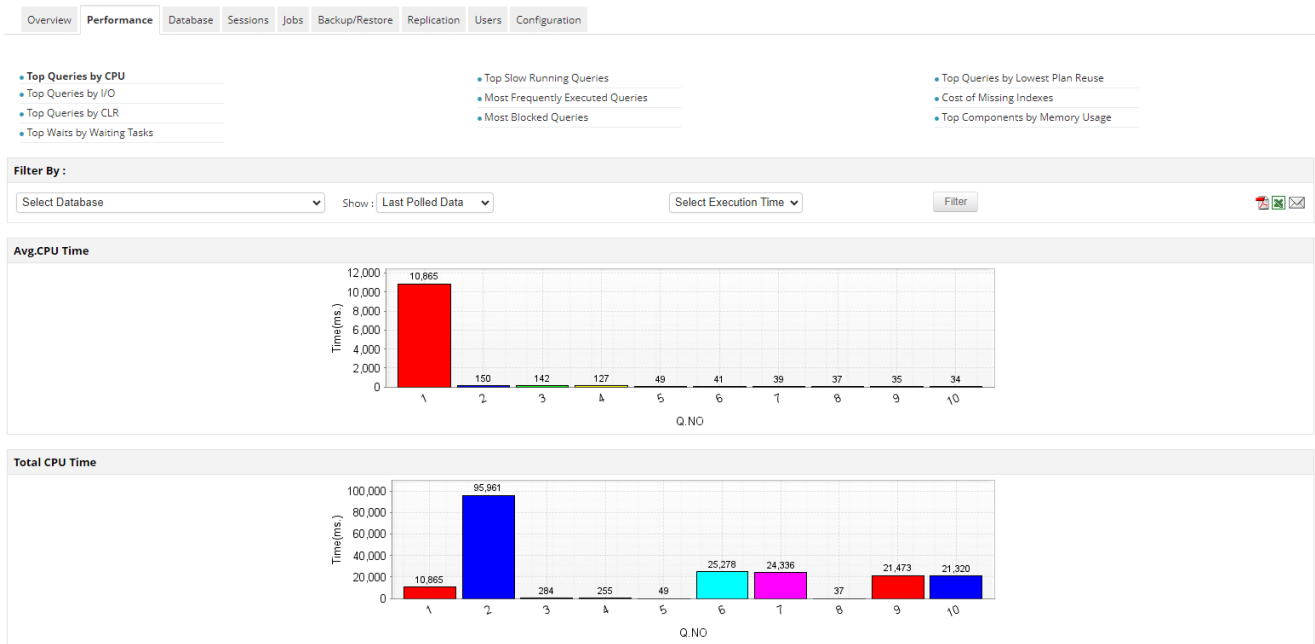 Overview Performance Database Sessions Jobs Backup/Restore Replication Users Configuration
Top Queries by CPU
Top Queries by I/O
Top Queries by CLR
Top Waits by Waiting Tasks
Top Slow Running Queries
Most Frequently Executed Queries
Most Blocked Queries
Top Queries by Lowest Plan Reuse
Cost of Missing Indexes
Top Components by Memory Usage
Filter By :
Select Database Show : Last Polled Data Select Execution Time Filter
Avg.CPU Time
Time(ms.)
12,000
10,000
8,000
6,000
4,000
2,000
0
10,865 150 142 127 49 41 39 37 35 34
1 2 3 4 5 6 7 8 9 10
Q.NO
Total CPU Time
Time(ms.)
100,000
80,000
60,000
40,000
20,000
0
10,865 95,961 284 255 49 25,278 24,336 37 21,473 21,320
1 2 3 4 5 6 7 8 9 10
Q.NO